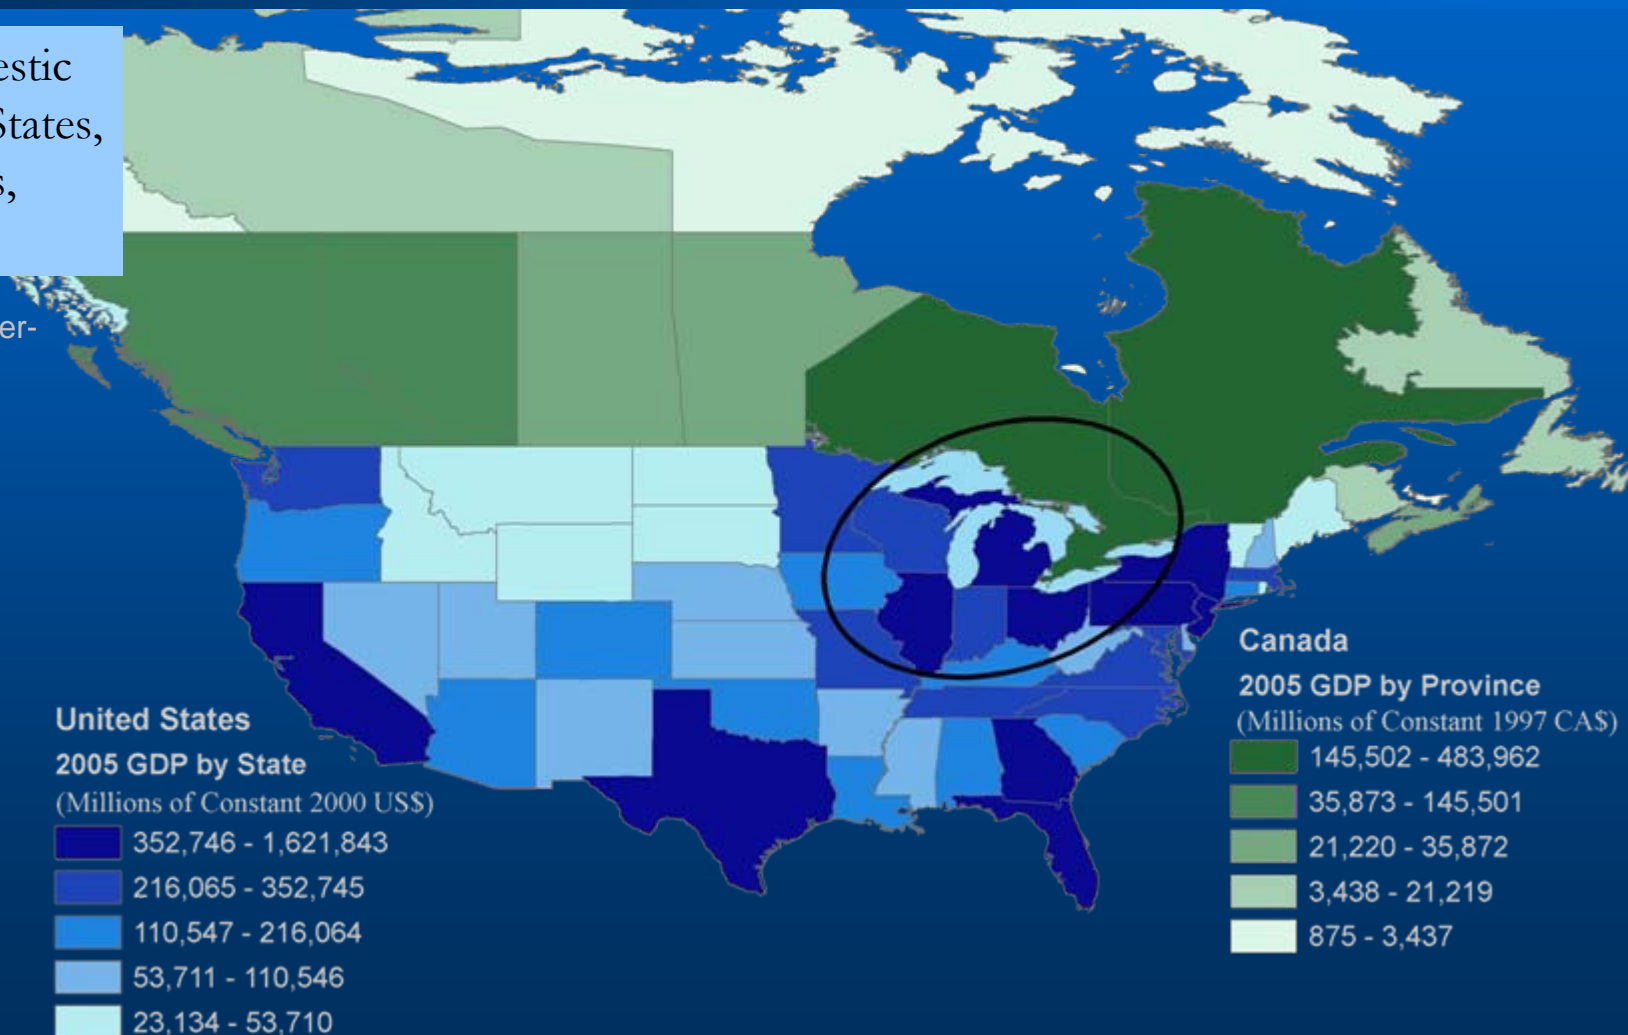 estic
States,
s,
er-
United States
2005 GDP by State
(Millions of Constant 2000 US$)
352,746 - 1,621,843
216,065 - 352,745
110,547 - 216,064
53,711 - 110,546
23,134 - 53,710
Canada
2005 GDP by Province
(Millions of Constant 1997 CA$)
145,502 - 483,962
35,873 - 145,501
21,220 - 35,872
3,438 - 21,219
875 - 3,437